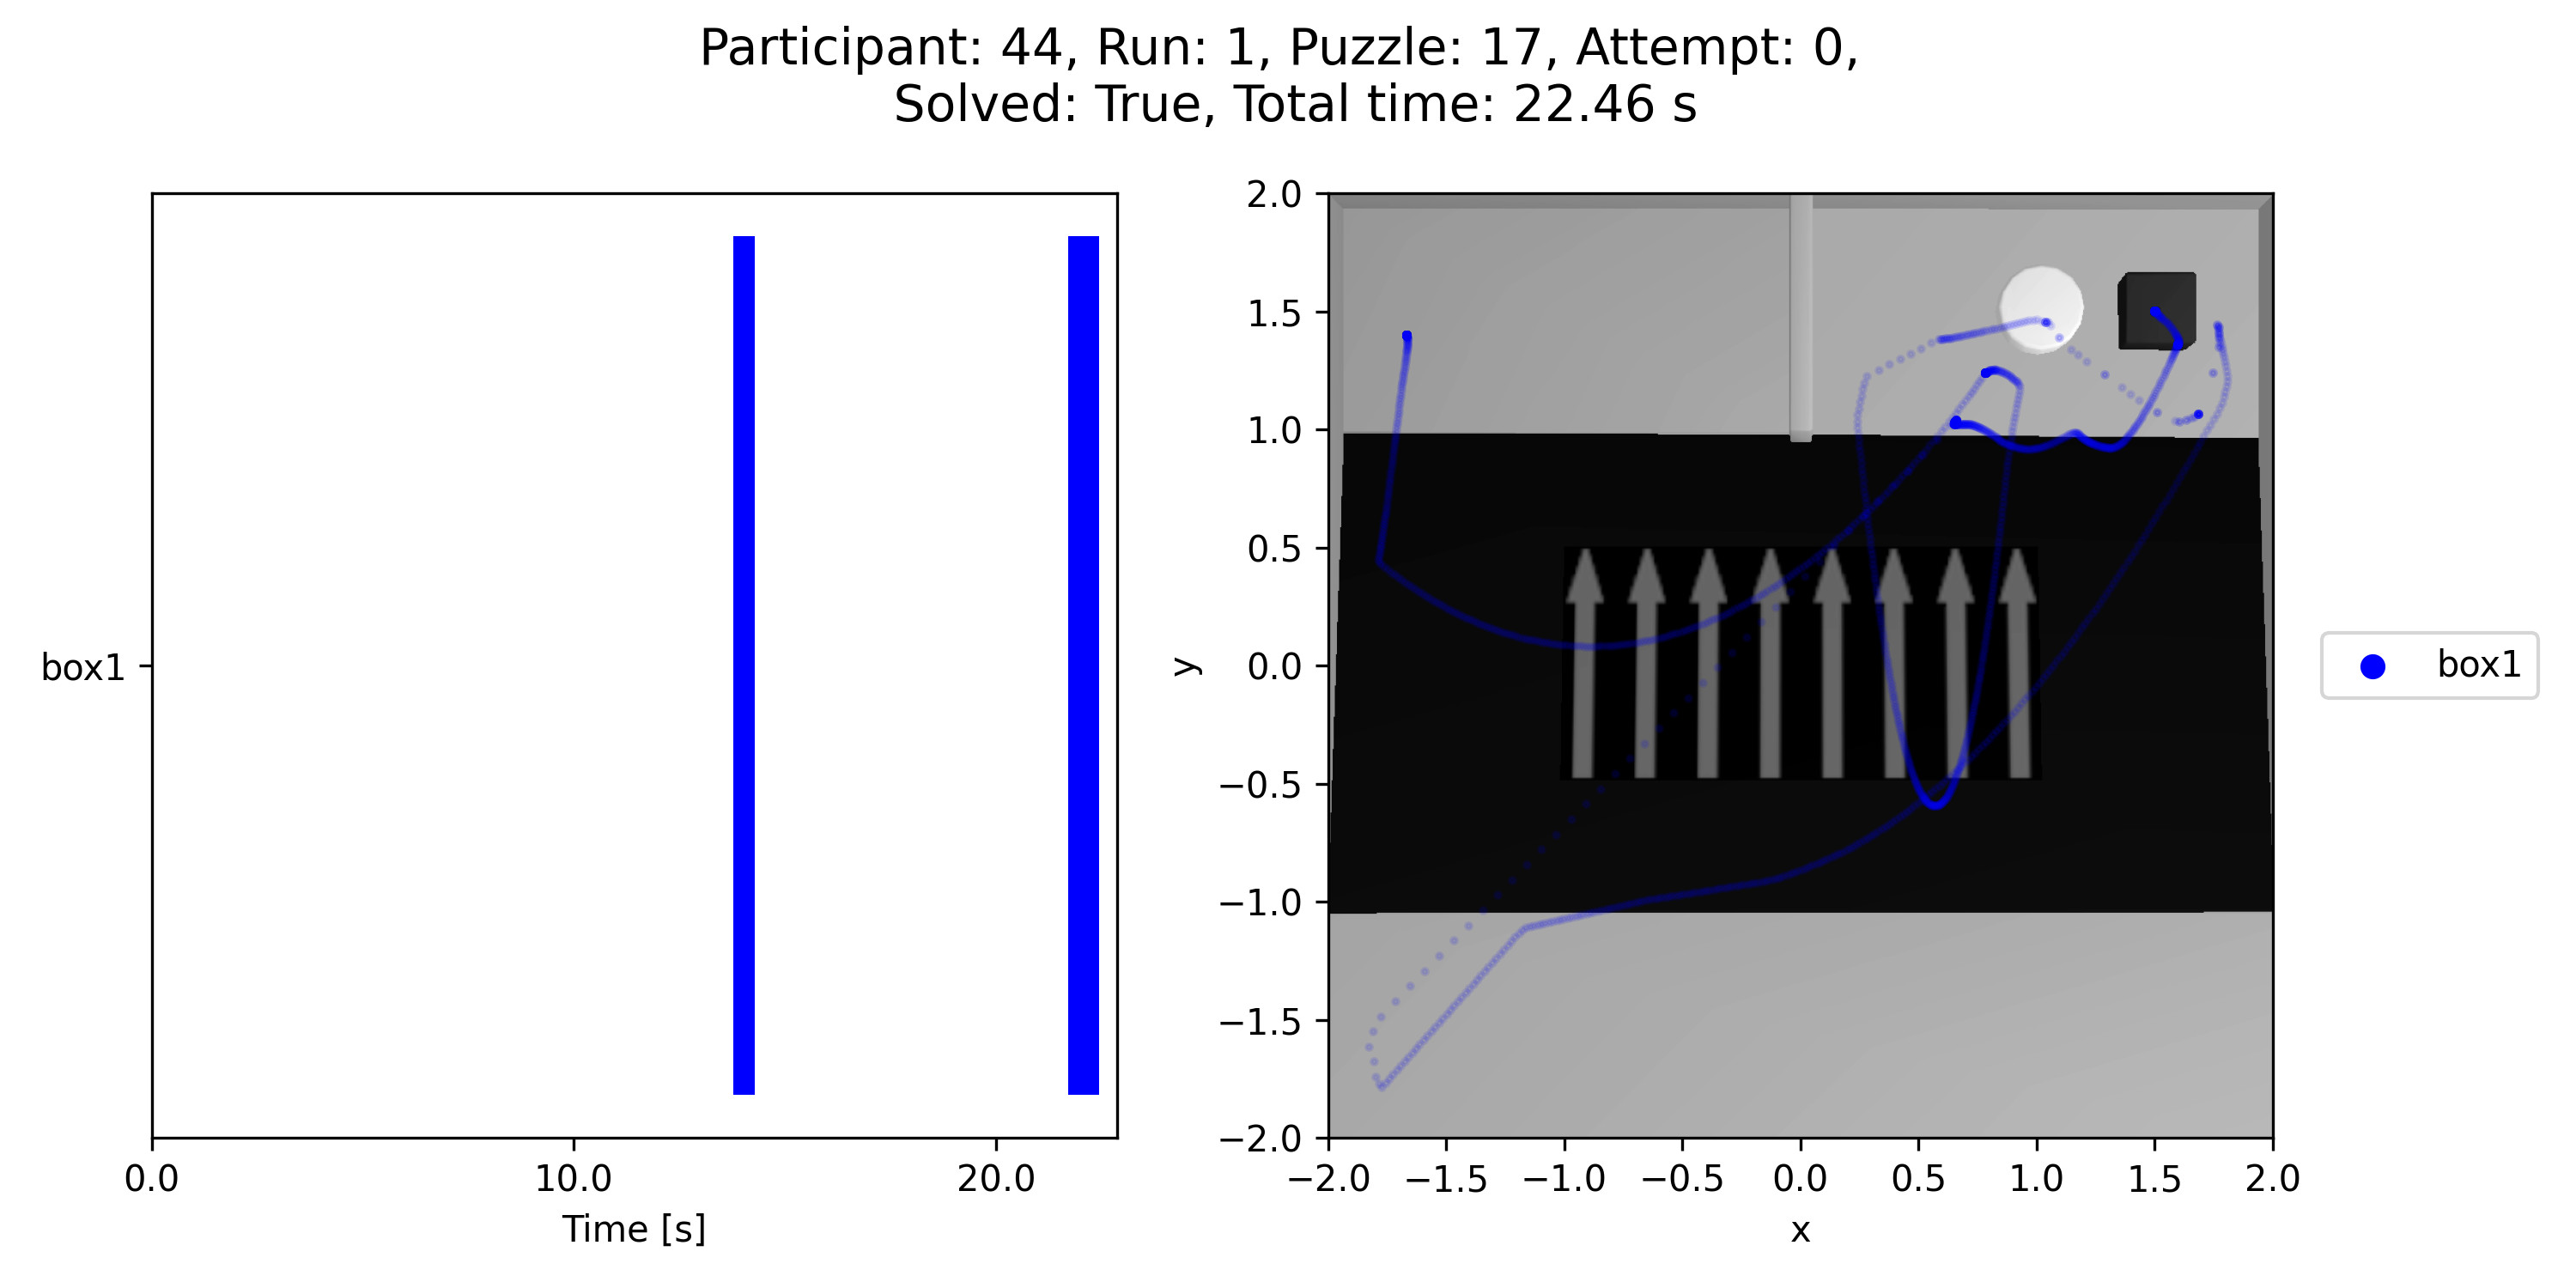 Participant: 44, Run: 1, Puzzle: 17, Attempt: 0,
Solved: True, Total time: 22.46 s
box1
0.0 10.0 20.0
Time [s]
2.0
1.5
1.0
0.5
0.0
−0.5
−1.0
−1.5
−2.0
y
−2.0 −1.5 −1.0 −0.5 0.0 0.5 1.0 1.5 2.0
x
box1